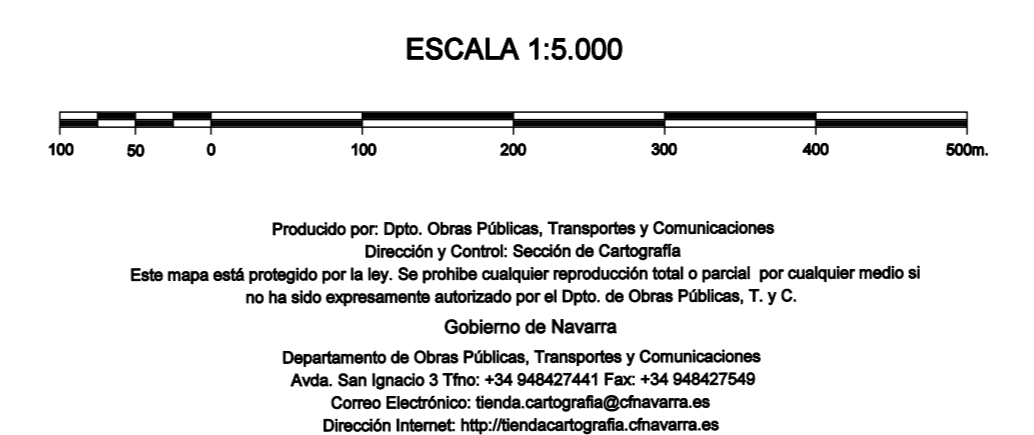 ESCALA 1:5.000
100 50 0 100 200 300 400 500m.
Producido por: Dpto. Obras Públicas, Transportes y Comunicaciones
Dirección y Control: Sección de Cartografía
Este mapa está protegido por la ley. Se prohibe cualquier reproducción total o parcial por cualquier medio si
no ha sido expresamente autorizado por el Dpto. de Obras Públicas, T. y C.
Gobierno de Navarra
Departamento de Obras Públicas, Transportes y Comunicaciones
Avda. San Ignacio 3 Tfno: +34 948427441 Fax: +34 948427549
Correo Electrónico: tienda.cartografia@cfnavarra.es
Dirección Internet: http://tiendacartografia.cfnavarra.es